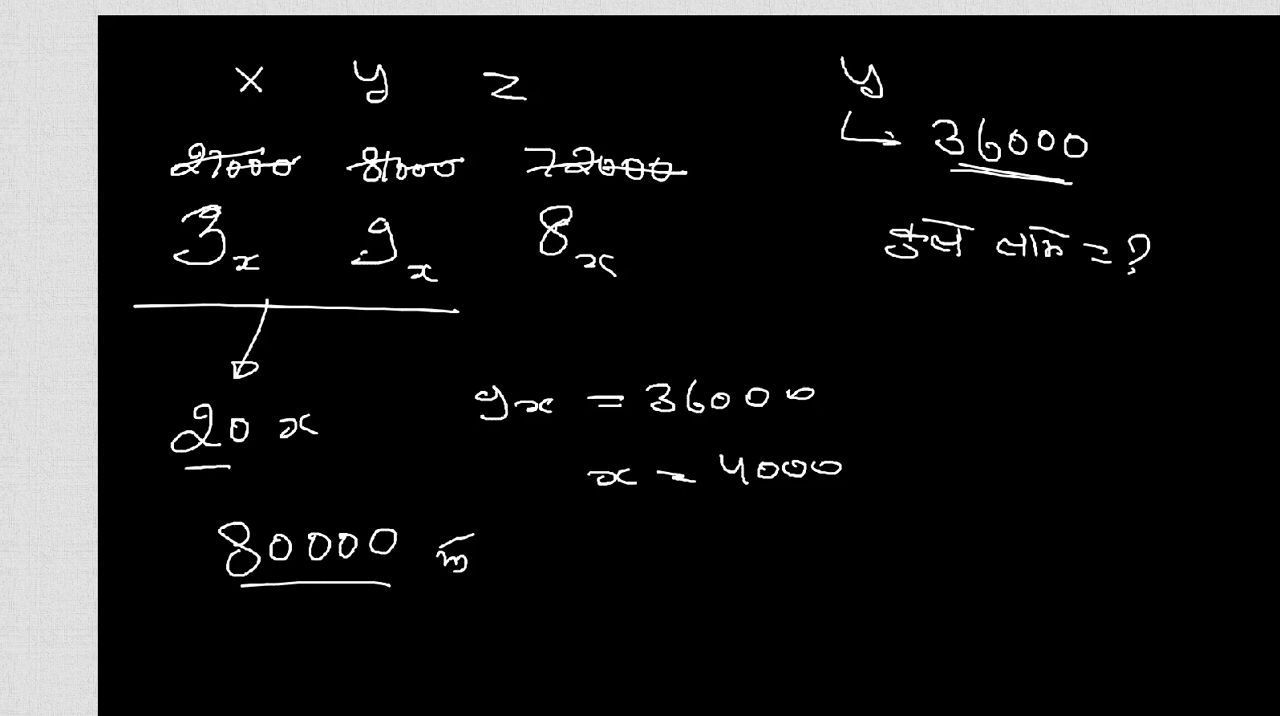 x y z
27000 81000 72000
3x 9x 8x
20x
80000 रू
y
↳ 36000
कुल लाभ = ?
9x = 36000
x = 4000